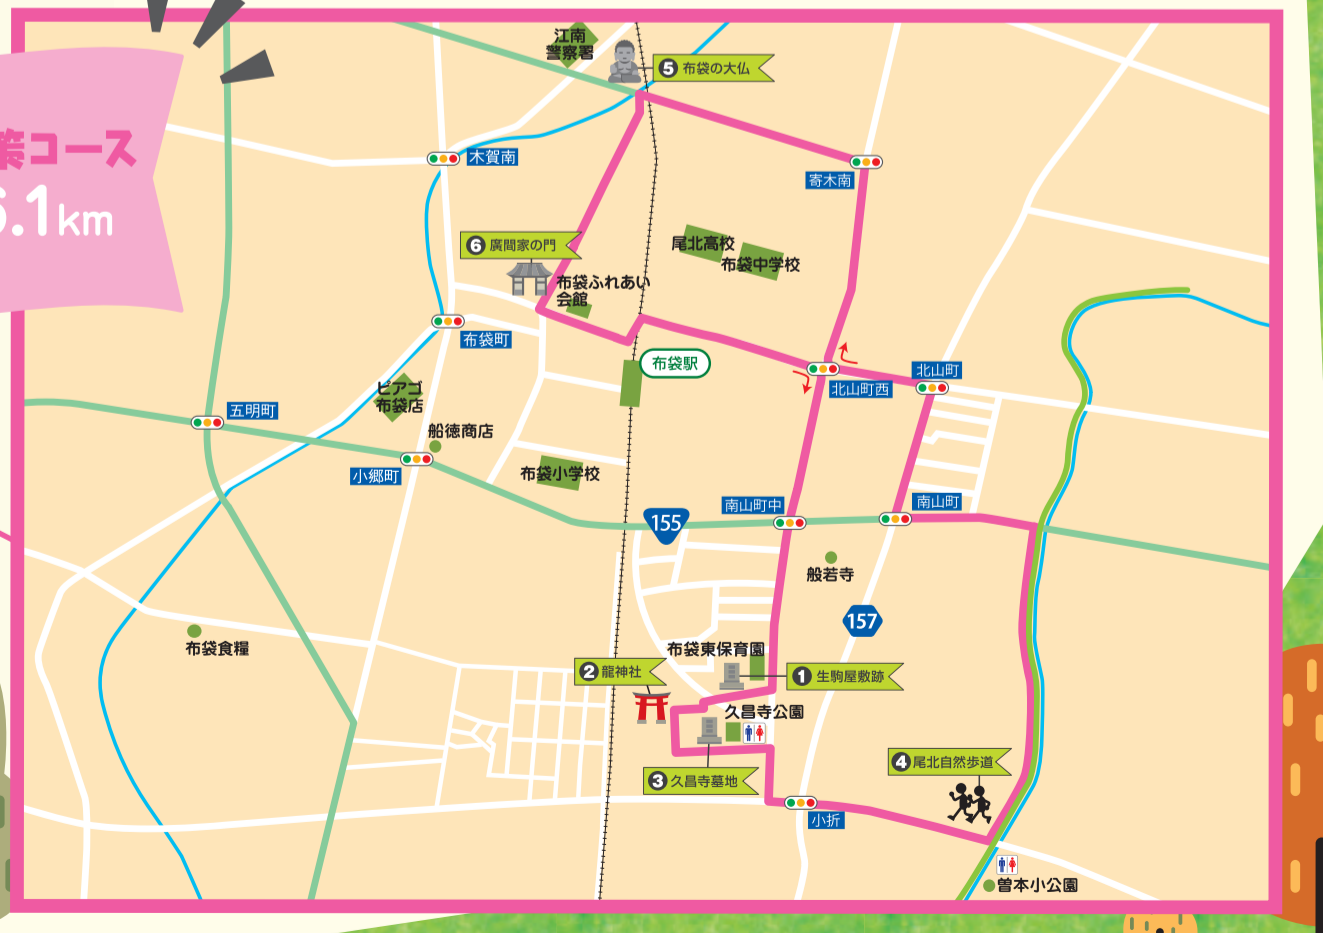 策コース
6.1km
江南
警察署
5 布袋の大仏
木賀南
寄木南
6 廣間家の門
尾北高校
布袋中学校
布袋ふれあい
会館
布袋町
布袋駅
北山町
北山町西
ピアゴ
布袋店
五明町
船徳商店
小郷町
布袋小学校
南山町中
南山町
155
般若寺
157
布袋食糧
布袋東保育園
2 龍神社
1 生駒屋敷跡
久昌寺公園
3 久昌寺墓地
4 尾北自然歩道
小折
曽本小公園